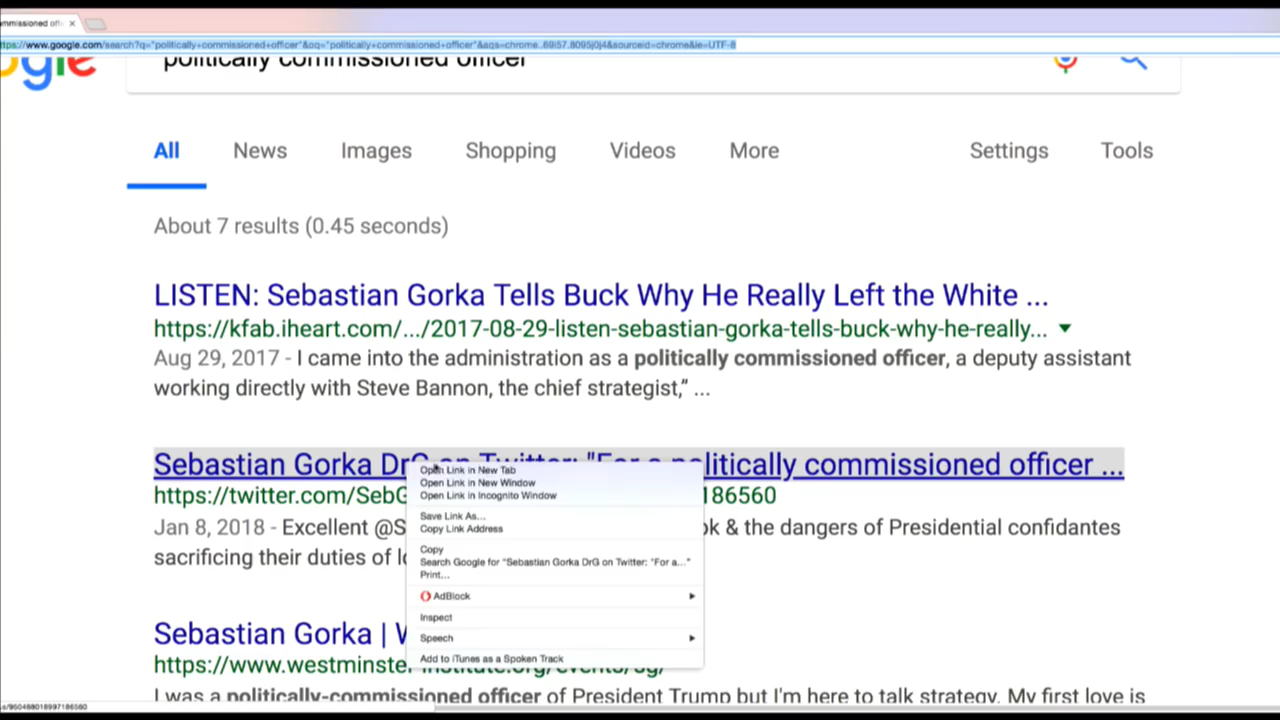 ommissioned offi
ttps://www.google.com/search?q="politically+commissioned+officer"&oq="politically+commissioned+officer"&aqs=chrome..69i57.8095j0j4&sourceid=chrome&ie=UTF-8
ogle
politically commissioned officer
All News Images Shopping Videos More Settings Tools
About 7 results (0.45 seconds)
LISTEN: Sebastian Gorka Tells Buck Why He Really Left the White ...
https://kfab.iheart.com/.../2017-08-29-listen-sebastian-gorka-tells-buck-why-he-really...
Aug 29, 2017 - I came into the administration as a politically commissioned officer, a deputy assistant
working directly with Steve Bannon, the chief strategist," ...
Sebastian Gorka DrG on Twitter: "For a politically commissioned officer ...
https://twitter.com/SebG 186560
Jan 8, 2018 - Excellent @S ok & the dangers of Presidential confidantes
sacrificing their duties of lo
Open Link in New Tab
Open Link in New Window
Open Link in Incognito Window
Save Link As...
Copy Link Address
Copy
Search Google for "Sebastian Gorka DrG on Twitter: "For a..."
Print...
AdBlock
Inspect
Speech
Add to iTunes as a Spoken Track
Sebastian Gorka | W
https://www.westminster-institute.org/events/sg/
I was a politically-commissioned officer of President Trump but I'm here to talk strategy. My first love is
s/950488018997186560